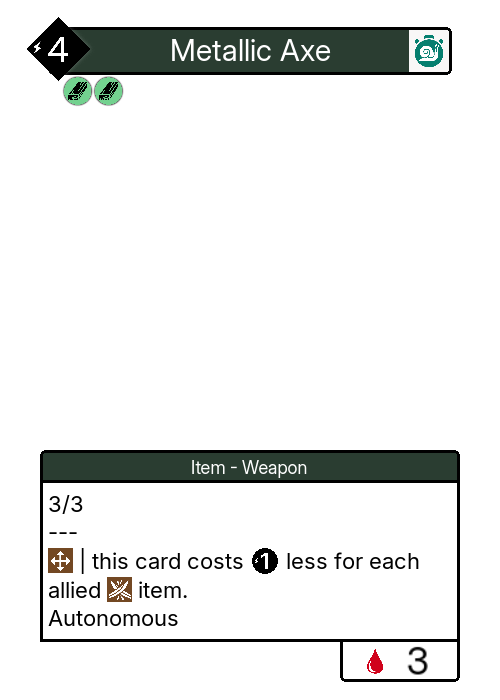 4
Metallic Axe
Item - Weapon
3/3
---
| this card costs 1 less for each
allied item.
Autonomous
3